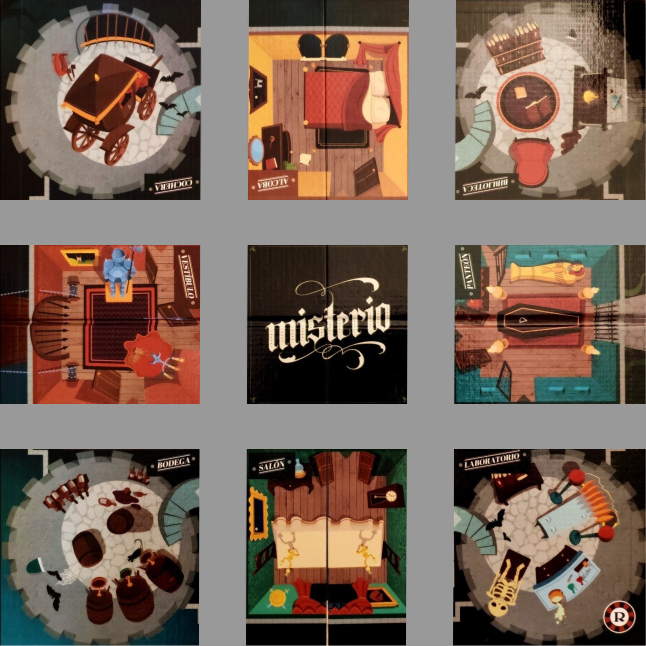 COCHERA
ALCOBA
BIBLIOTECA
VESTÍBULO
misterio
PANTEÓN
BODEGA
SALÓN
LABORATORIO
R